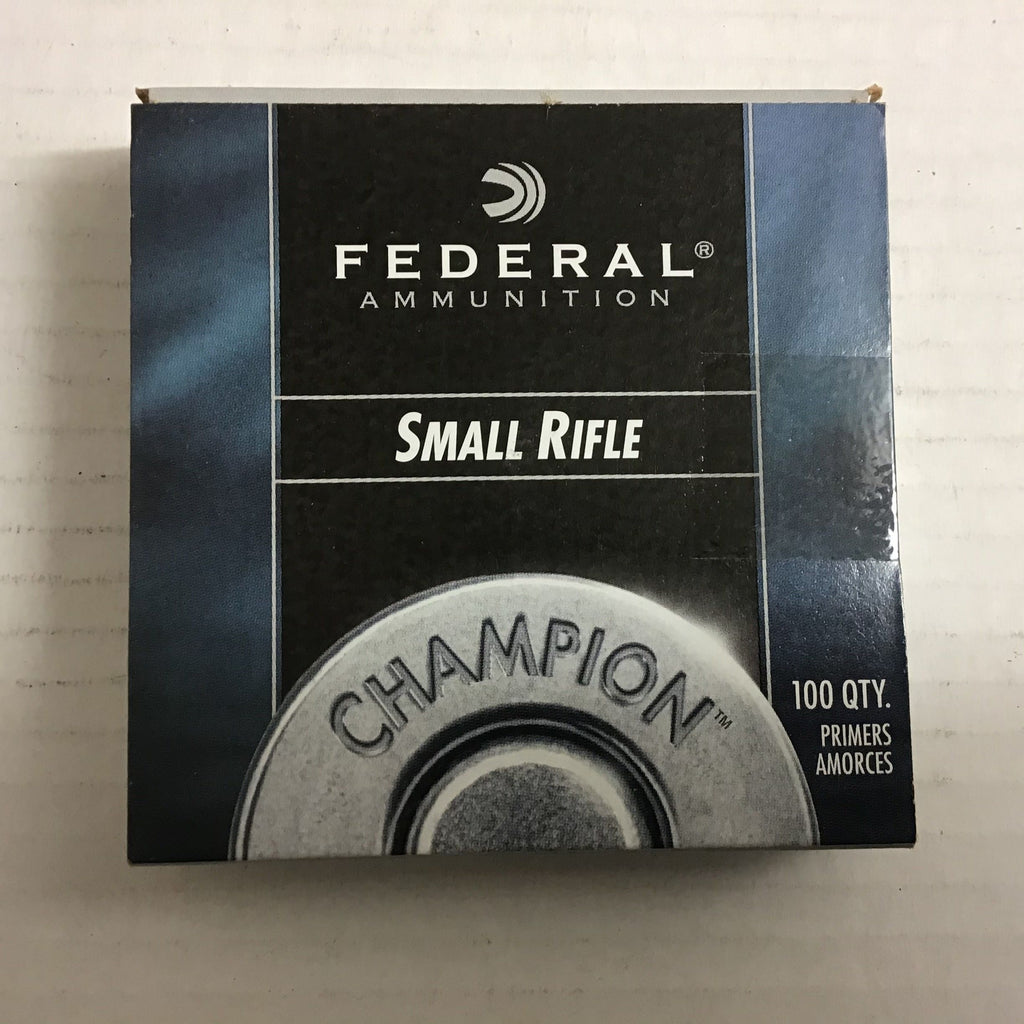 FEDERAL®
AMMUNITION
SMALL RIFLE
CHAMPION™
100 QTY.
PRIMERS
AMORCES